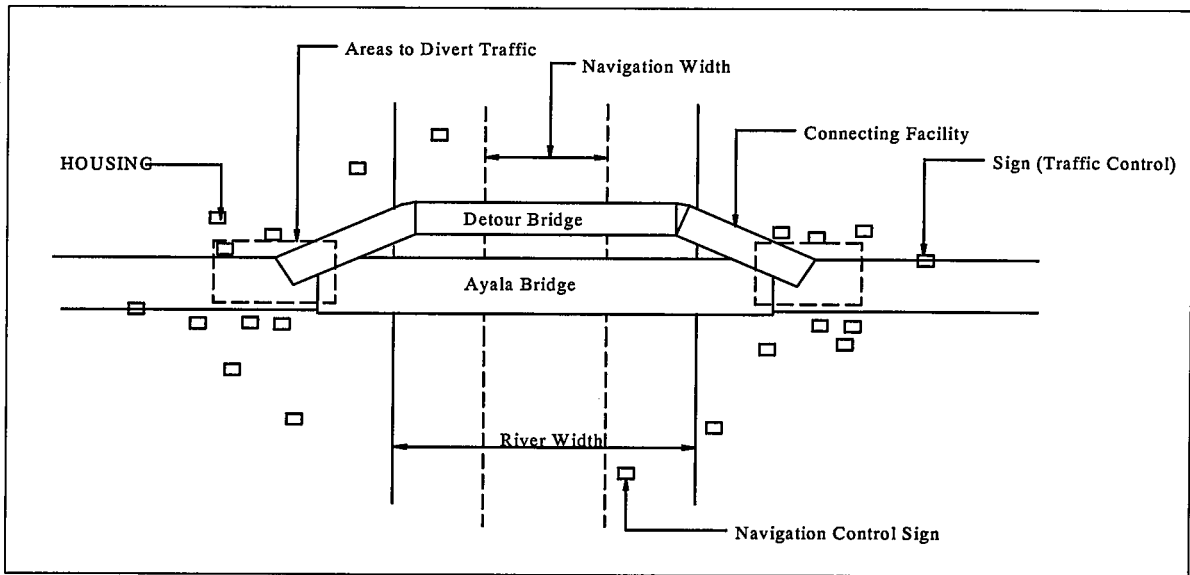 Areas to Divert Traffic
Navigation Width
Connecting Facility
HOUSING
Sign (Traffic Control)
Detour Bridge
Ayala Bridge
River Width
Navigation Control Sign